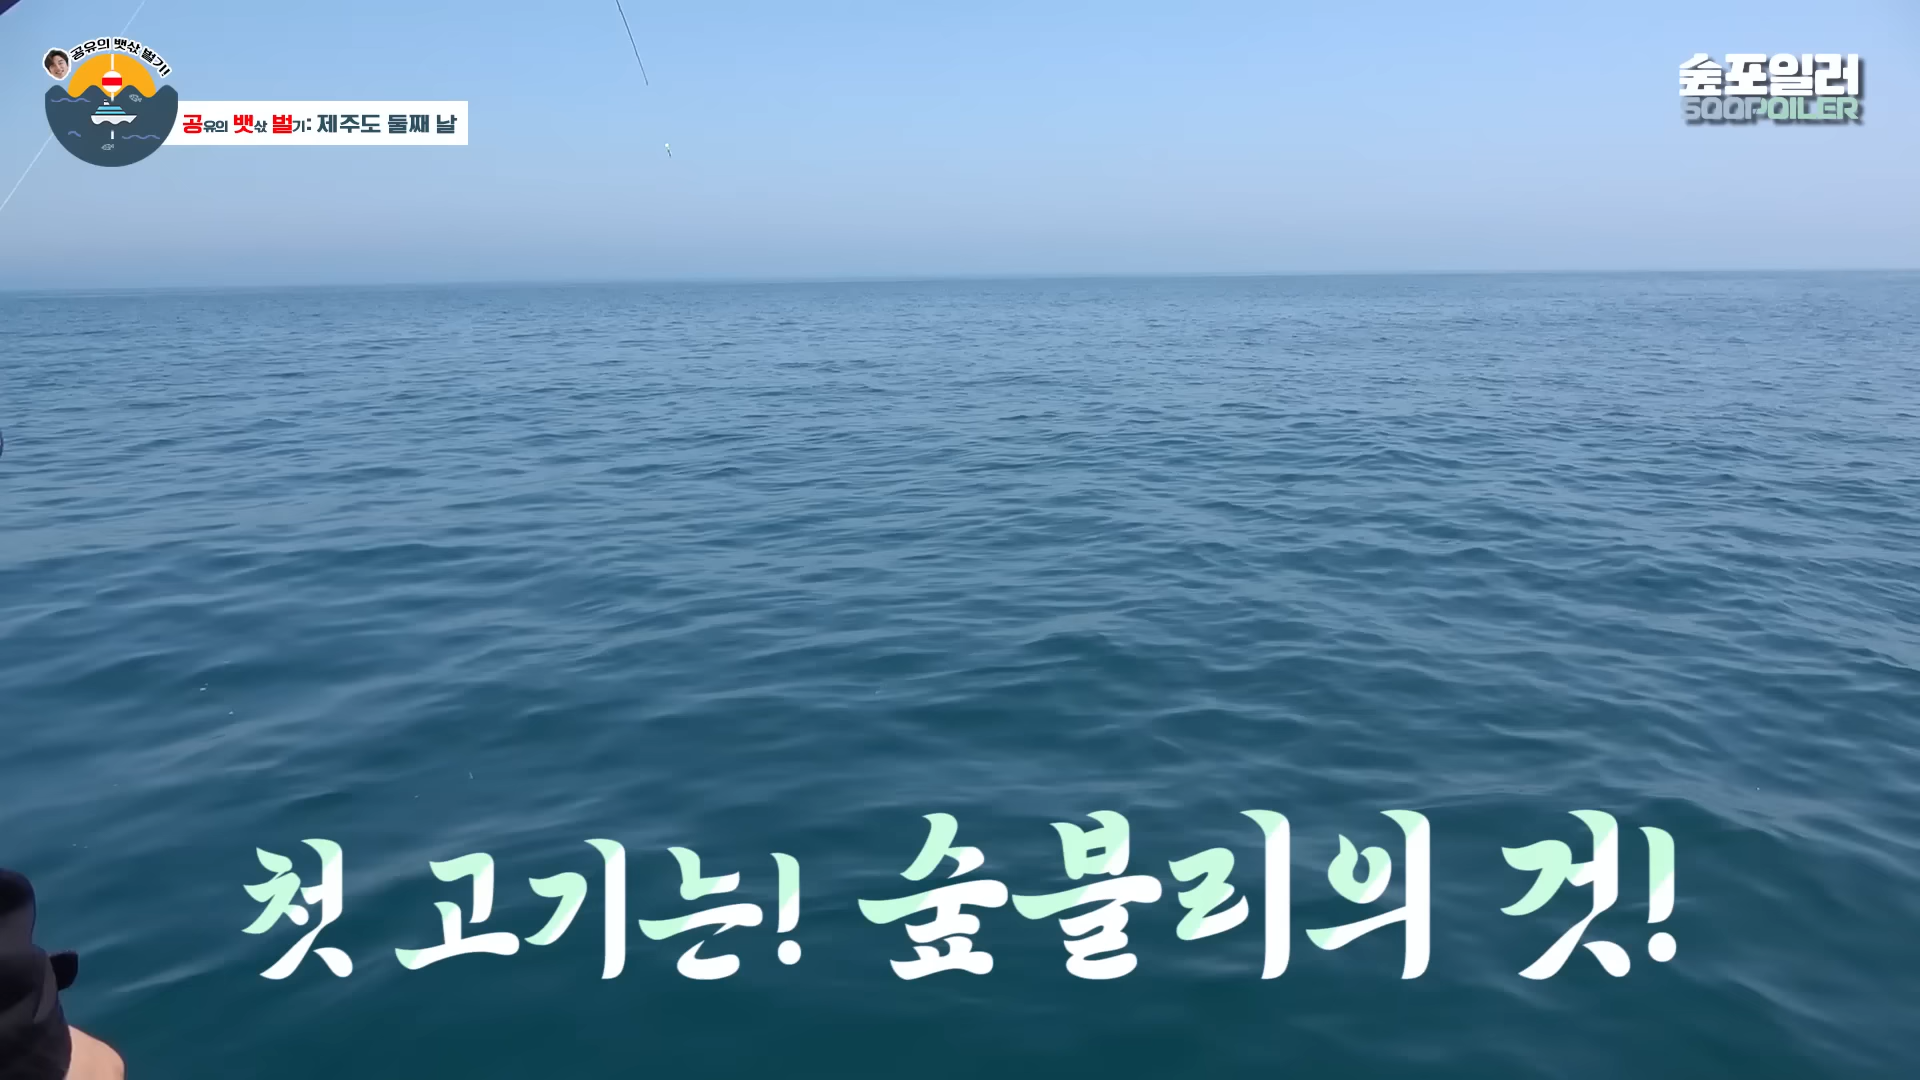 공유의 뱃삯 벌기!
공유의 뱃삯 벌기: 제주도 둘째 날
숲포일러
SOOPOILER
첫 고기는! 숲블리의 것!